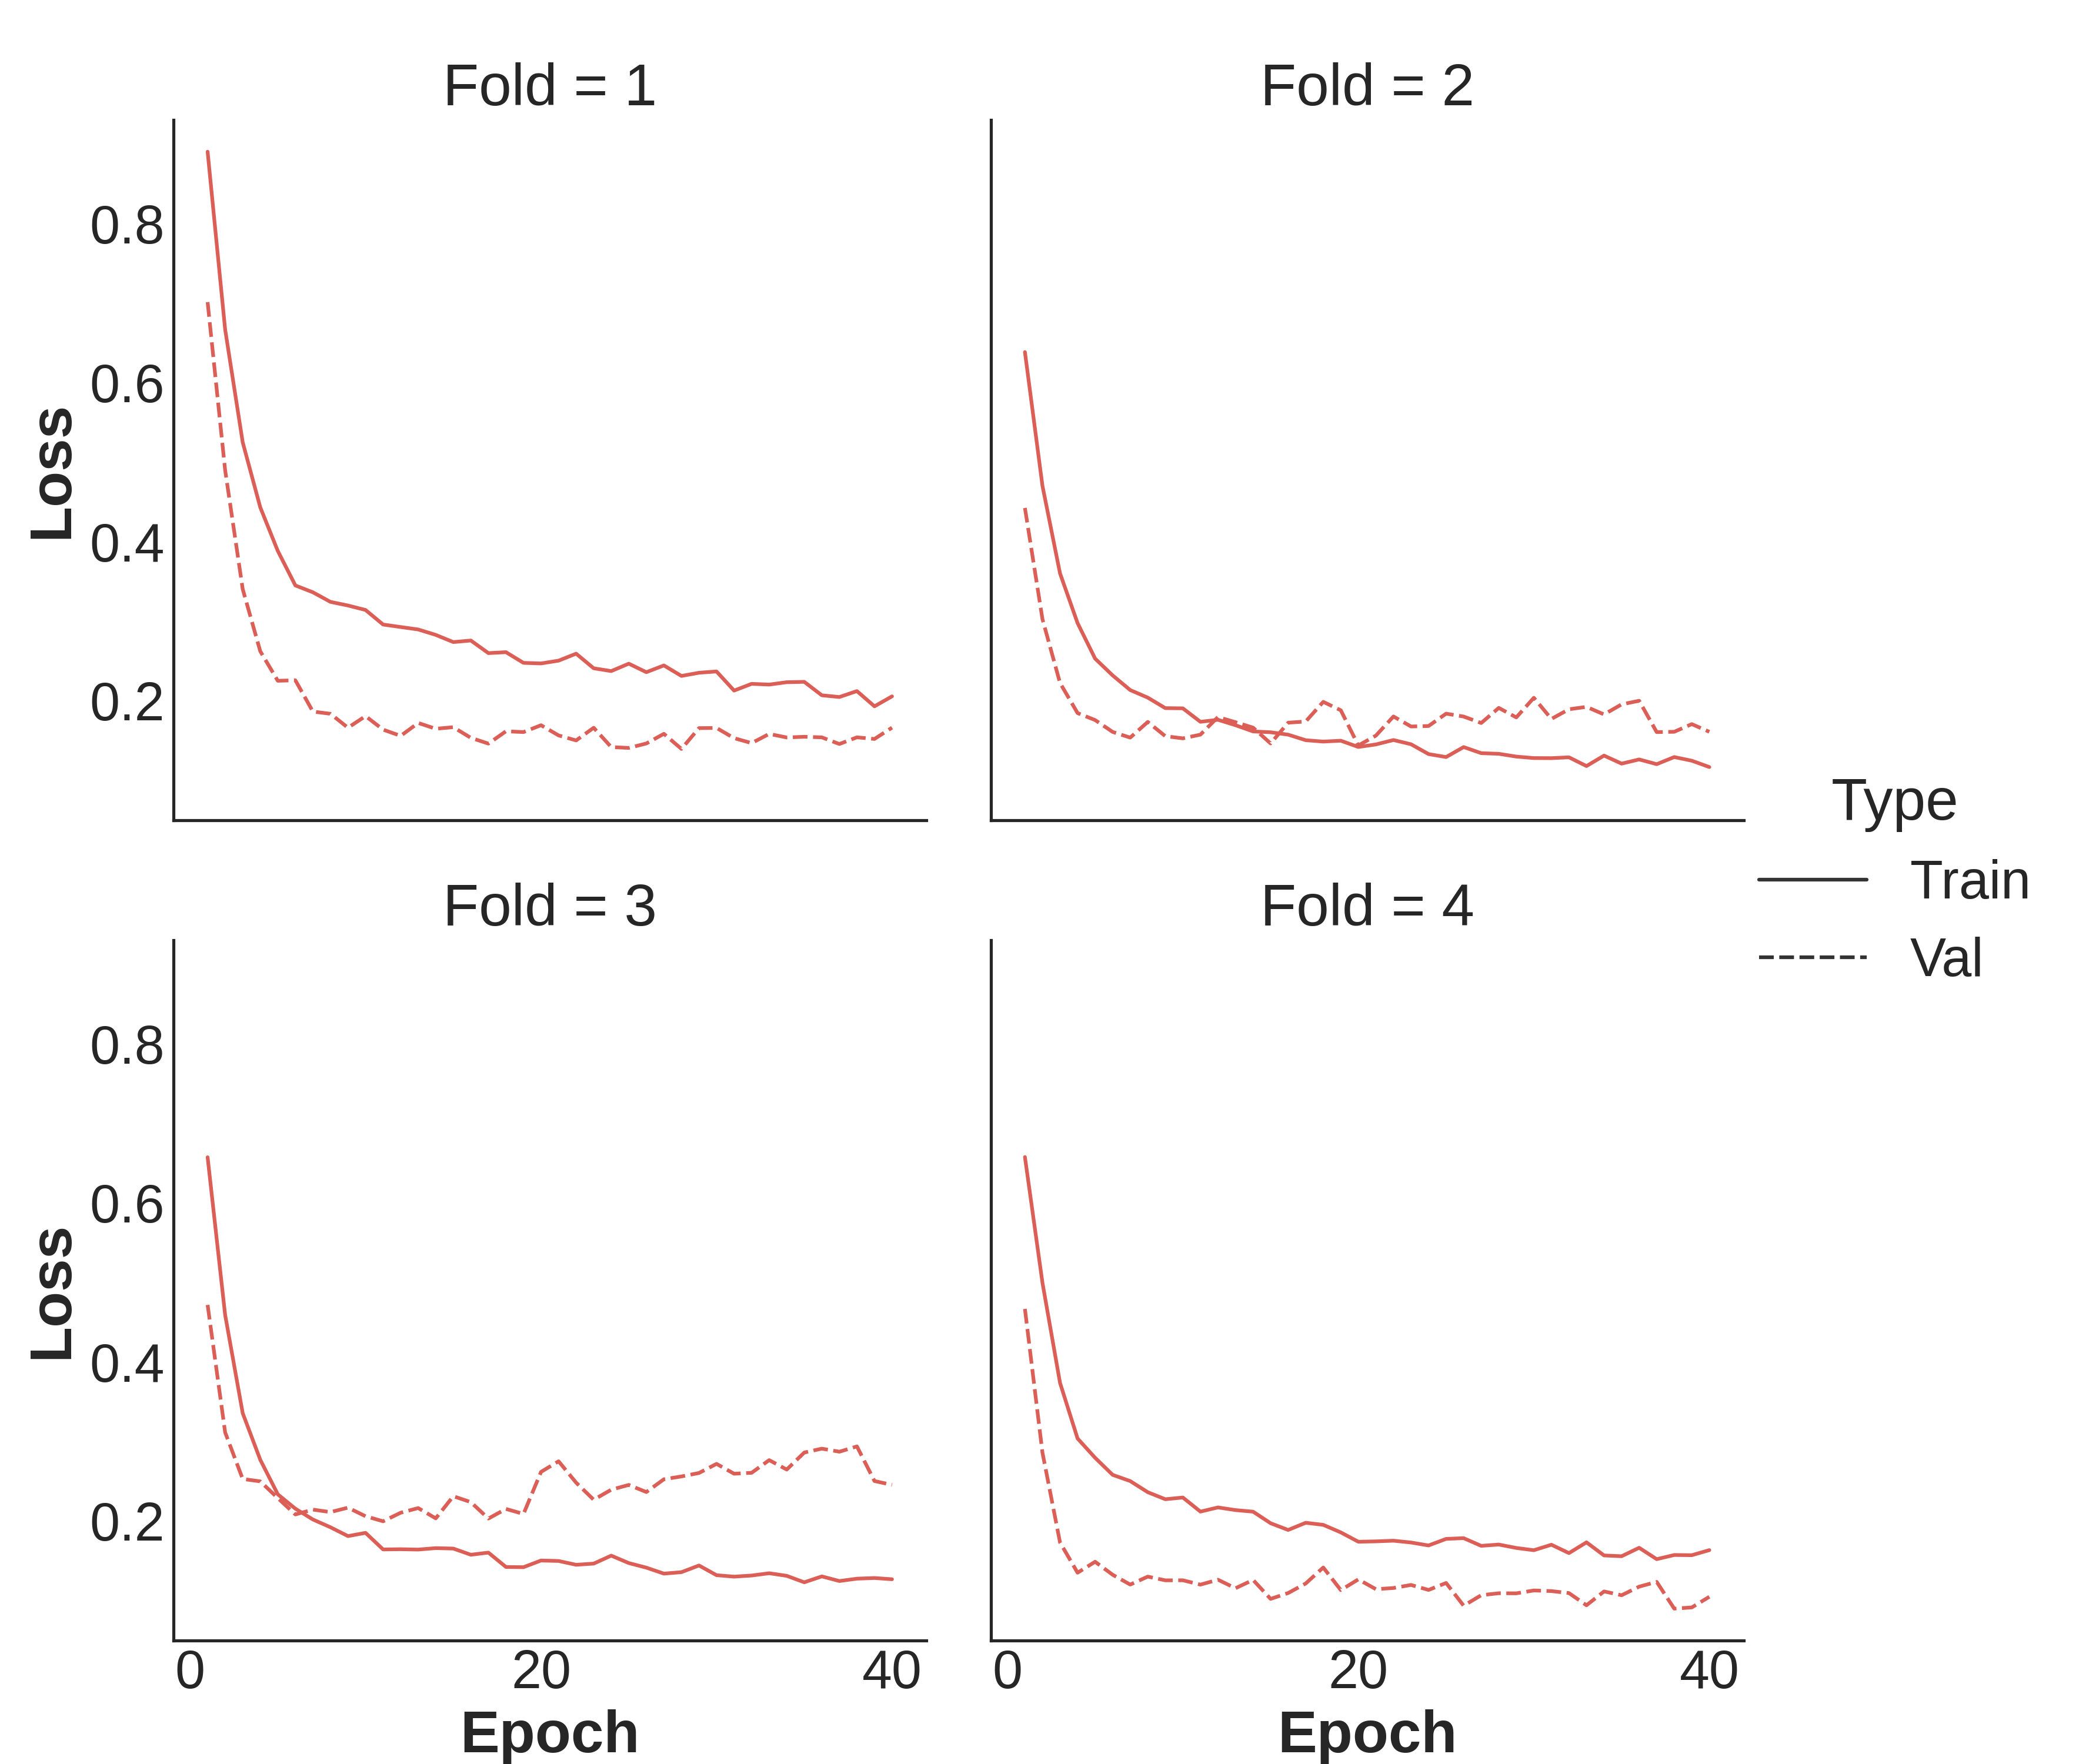 Fold = 1
Fold = 2
0.8
0.6
0.4
0.2
Loss
Type
Train
Val
Fold = 3
Fold = 4
0.8
0.6
0.4
0.2
Loss
0 20 40
0 20 40
Epoch
Epoch